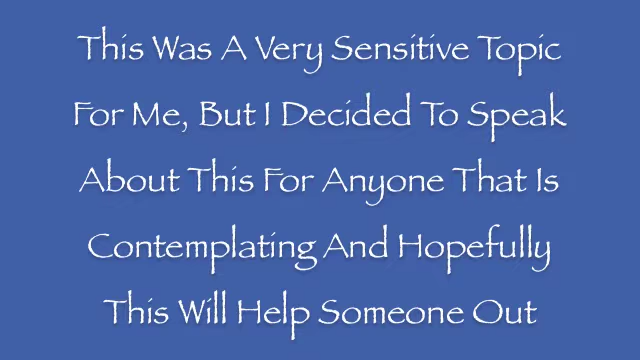 This Was A Very Sensitive Topic
For Me, But I Decided To Speak
About This For Anyone That Is
Contemplating And Hopefully
This Will Help Someone Out